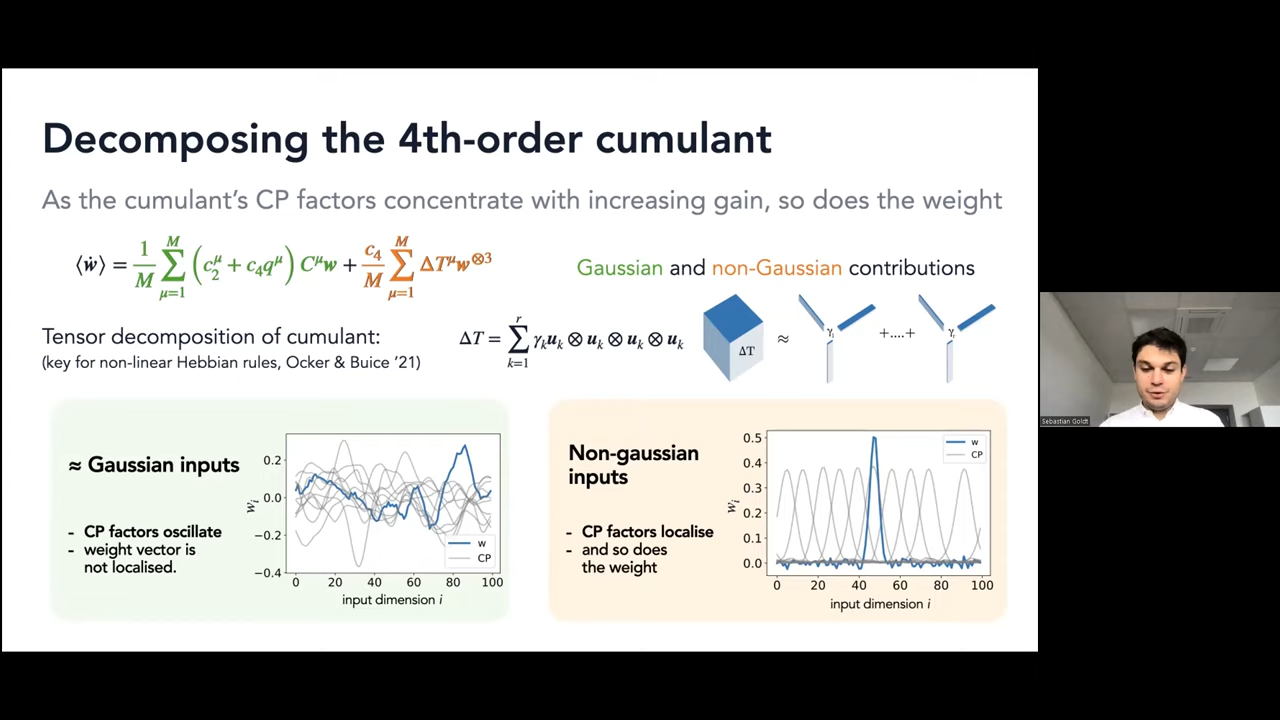 Decomposing the 4th-order cumulant
As the cumulant's CP factors concentrate with increasing gain, so does the weight
⟨ẇ⟩ = 1/M ∑_{μ=1}^{M} (c₂^μ + c₄q^μ) C^μ w + c₄/M ∑_{μ=1}^{M} ΔT^μ w^{⊗3}
Gaussian and non-Gaussian contributions
Tensor decomposition of cumulant:
(key for non-linear Hebbian rules, Ocker & Buice '21)
ΔT = ∑_{k=1}^{r} γ_k u_k ⊗ u_k ⊗ u_k ⊗ u_k
ΔT ≈ γ₁ +....+ γᵣ
≈ Gaussian inputs
- CP factors oscillate
- weight vector is
not localised.
0.2
0.0
−0.2
−0.4
w_i
w
CP
0 20 40 60 80 100
input dimension i
Non-gaussian
inputs
- CP factors localise
- and so does
the weight
0.5
0.4
0.3
0.2
0.1
0.0
w_i
w
CP
0 20 40 60 80 100
input dimension i
Sebastian Goldt